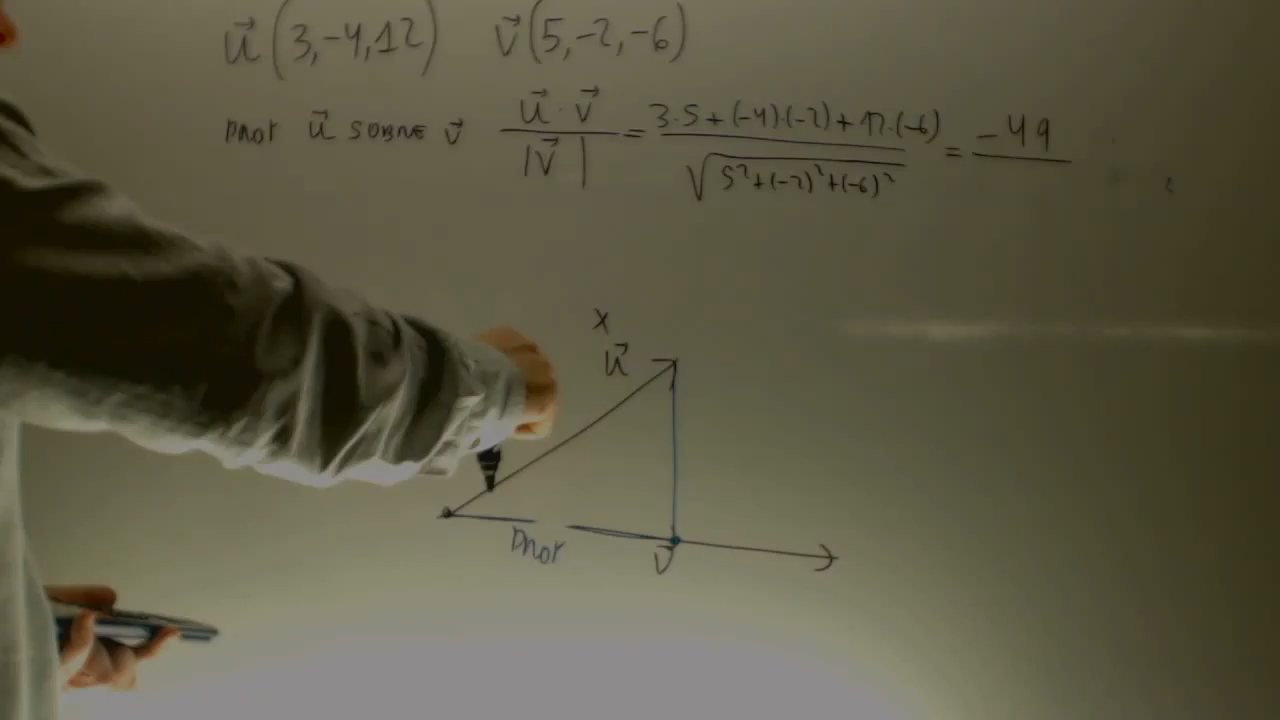 u⃗ (3,-4,12) v⃗ (5,-2,-6)
proy u⃗ sobre v⃗ u⃗ · v⃗ / |v⃗| = 3·5+(-4)·(-2)+12·(-6) / √5²+(-2)²+(-6)² = -49
x
u⃗
proy
v⃗